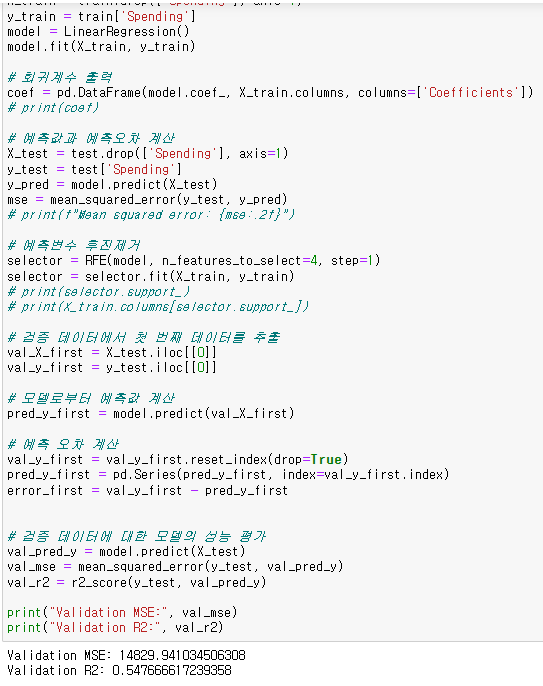 y_train = train['Spending']
model = LinearRegression()
model.fit(X_train, y_train)

# 회귀계수 출력
coef = pd.DataFrame(model.coef_, X_train.columns, columns=['Coefficients'])
# print(coef)

# 예측값과 예측오차 계산
X_test = test.drop(['Spending'], axis=1)
y_test = test['Spending']
y_pred = model.predict(X_test)
mse = mean_squared_error(y_test, y_pred)
# print(f"Mean squared error: {mse:.2f}")

# 예측변수 후진제거
selector = RFE(model, n_features_to_select=4, step=1)
selector = selector.fit(X_train, y_train)
# print(selector.support_)
# print(X_train.columns[selector.support_])

# 검증 데이터에서 첫 번째 데이터를 추출
val_X_first = X_test.iloc[[0]]
val_y_first = y_test.iloc[[0]]

# 모델로부터 예측값 계산
pred_y_first = model.predict(val_X_first)

# 예측 오차 계산
val_y_first = val_y_first.reset_index(drop=True)
pred_y_first = pd.Series(pred_y_first, index=val_y_first.index)
error_first = val_y_first - pred_y_first

# 검증 데이터에 대한 모델의 성능 평가
val_pred_y = model.predict(X_test)
val_mse = mean_squared_error(y_test, val_pred_y)
val_r2 = r2_score(y_test, val_pred_y)

print("Validation MSE:", val_mse)
print("Validation R2:", val_r2)

Validation MSE: 14829.941034506308
Validation R2: 0.547666617239358